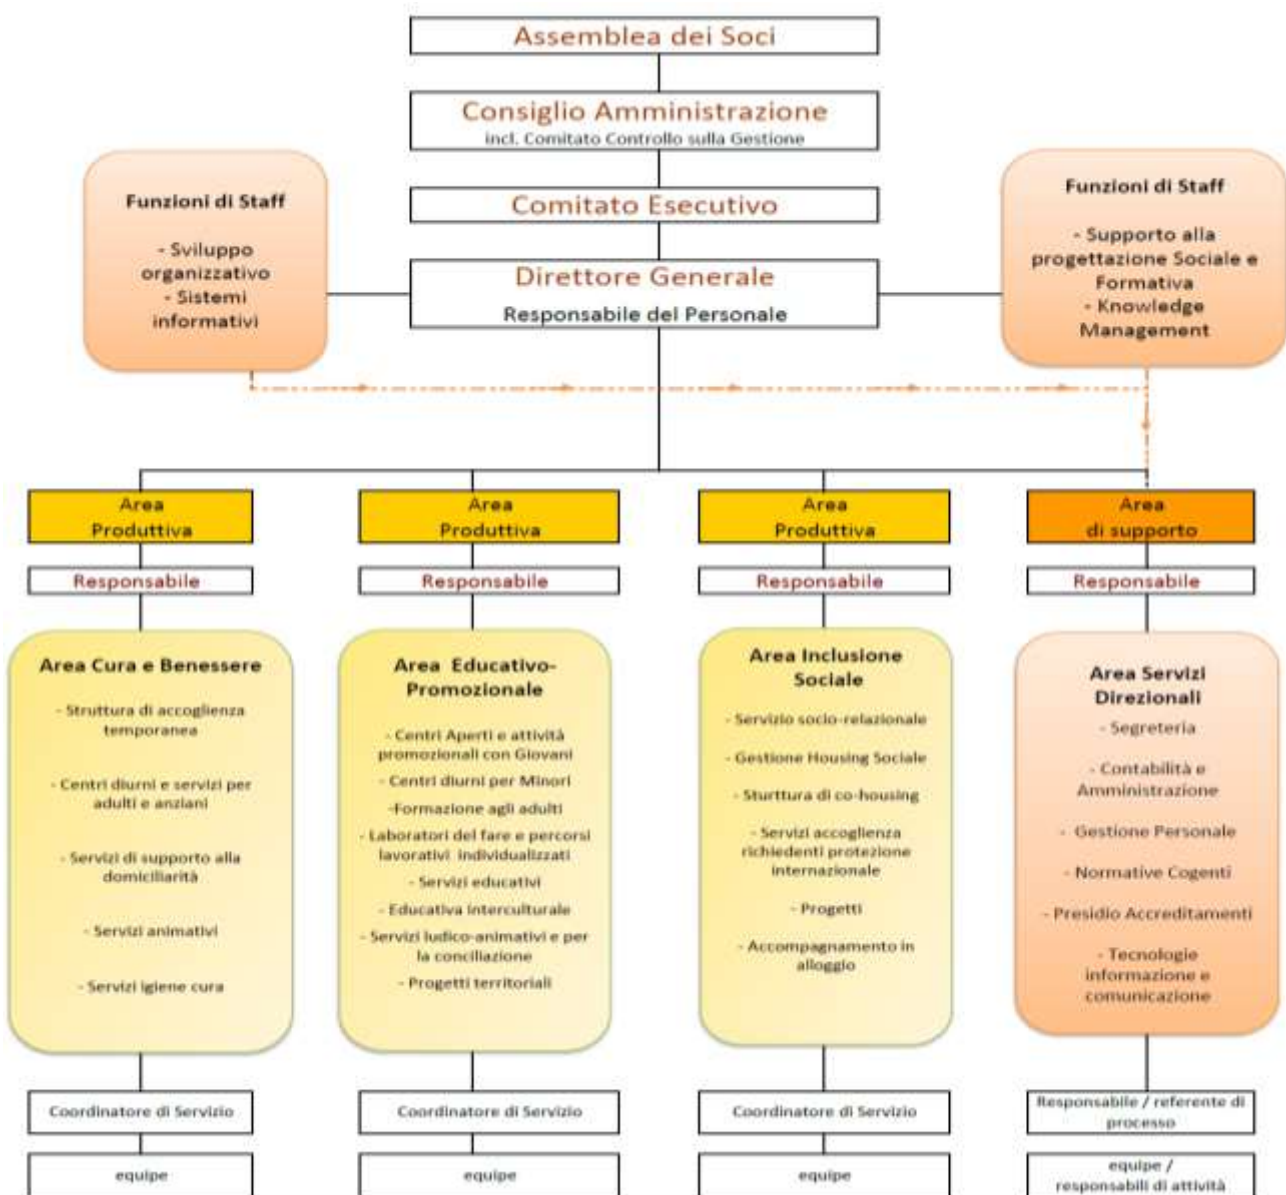 Assemblea dei Soci
Consiglio Amministrazione
incl. Comitato Controllo sulla Gestione
Comitato Esecutivo
Direttore Generale
Responsabile del Personale
Funzioni di Staff
- Sviluppo
organizzativo
- Sistemi
informativi
Funzioni di Staff
- Supporto alla
progettazione Sociale e
Formativa
- Knowledge
Management
Area
Produttiva
Responsabile
Area Cura e Benessere
- Struttura di accoglienza
temporanea
- Centri diurni e servizi per
adulti e anziani
- Servizi di supporto alla
domiciliarità
- Servizi animativi
- Servizi igiene cura
Coordinatore di Servizio
equipe
Area
Produttiva
Responsabile
Area Educativo-
Promozionale
- Centri Aperti e attività
promozionali con Giovani
- Centri diurni per Minori
-Formazione agli adulti
- Laboratori del fare e percorsi
lavorativi individualizzati
- Servizi educativi
- Educativa interculturale
- Servizi ludico-animativi e per
la conciliazione
- Progetti territoriali
Coordinatore di Servizio
equipe
Area
Produttiva
Responsabile
Area Inclusione
Sociale
- Servizio socio-relazionale
- Gestione Housing Sociale
- Sturttura di co-housing
- Servizi accoglienza
richiedenti protezione
internazionale
- Progetti
- Accompagnamento in
alloggio
Coordinatore di Servizio
equipe
Area
di supporto
Responsabile
Area Servizi
Direzionali
- Segreteria
- Contabilità e
Amministrazione
- Gestione Personale
- Normative Cogenti
- Presidio Accreditamenti
- Tecnologie
informazione e
comunicazione
Responsabile / referente di
processo
equipe /
responsabili di attività